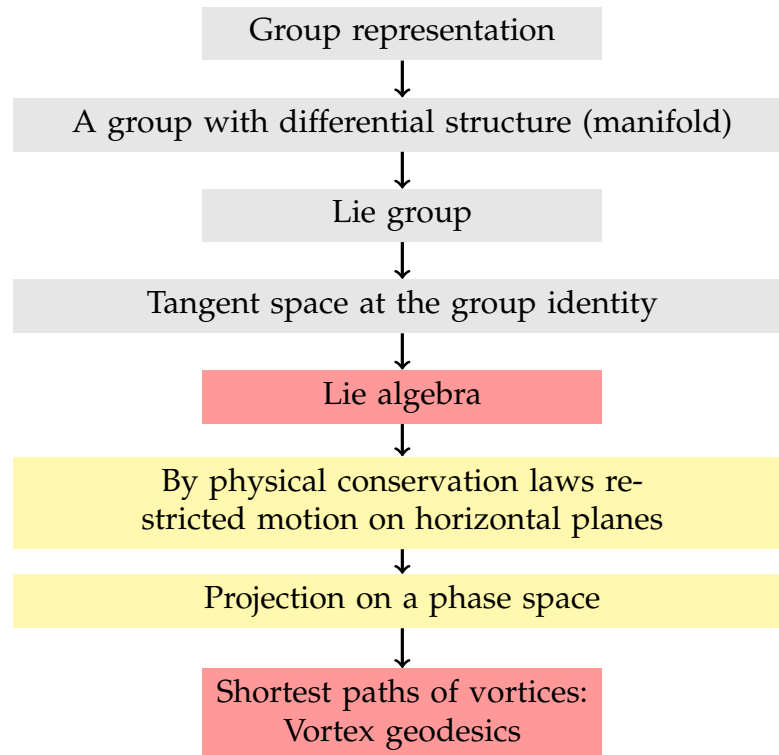 Group representation
A group with differential structure (manifold)
Lie group
Tangent space at the group identity
Lie algebra
By physical conservation laws re-
stricted motion on horizontal planes
Projection on a phase space
Shortest paths of vortices:
Vortex geodesics